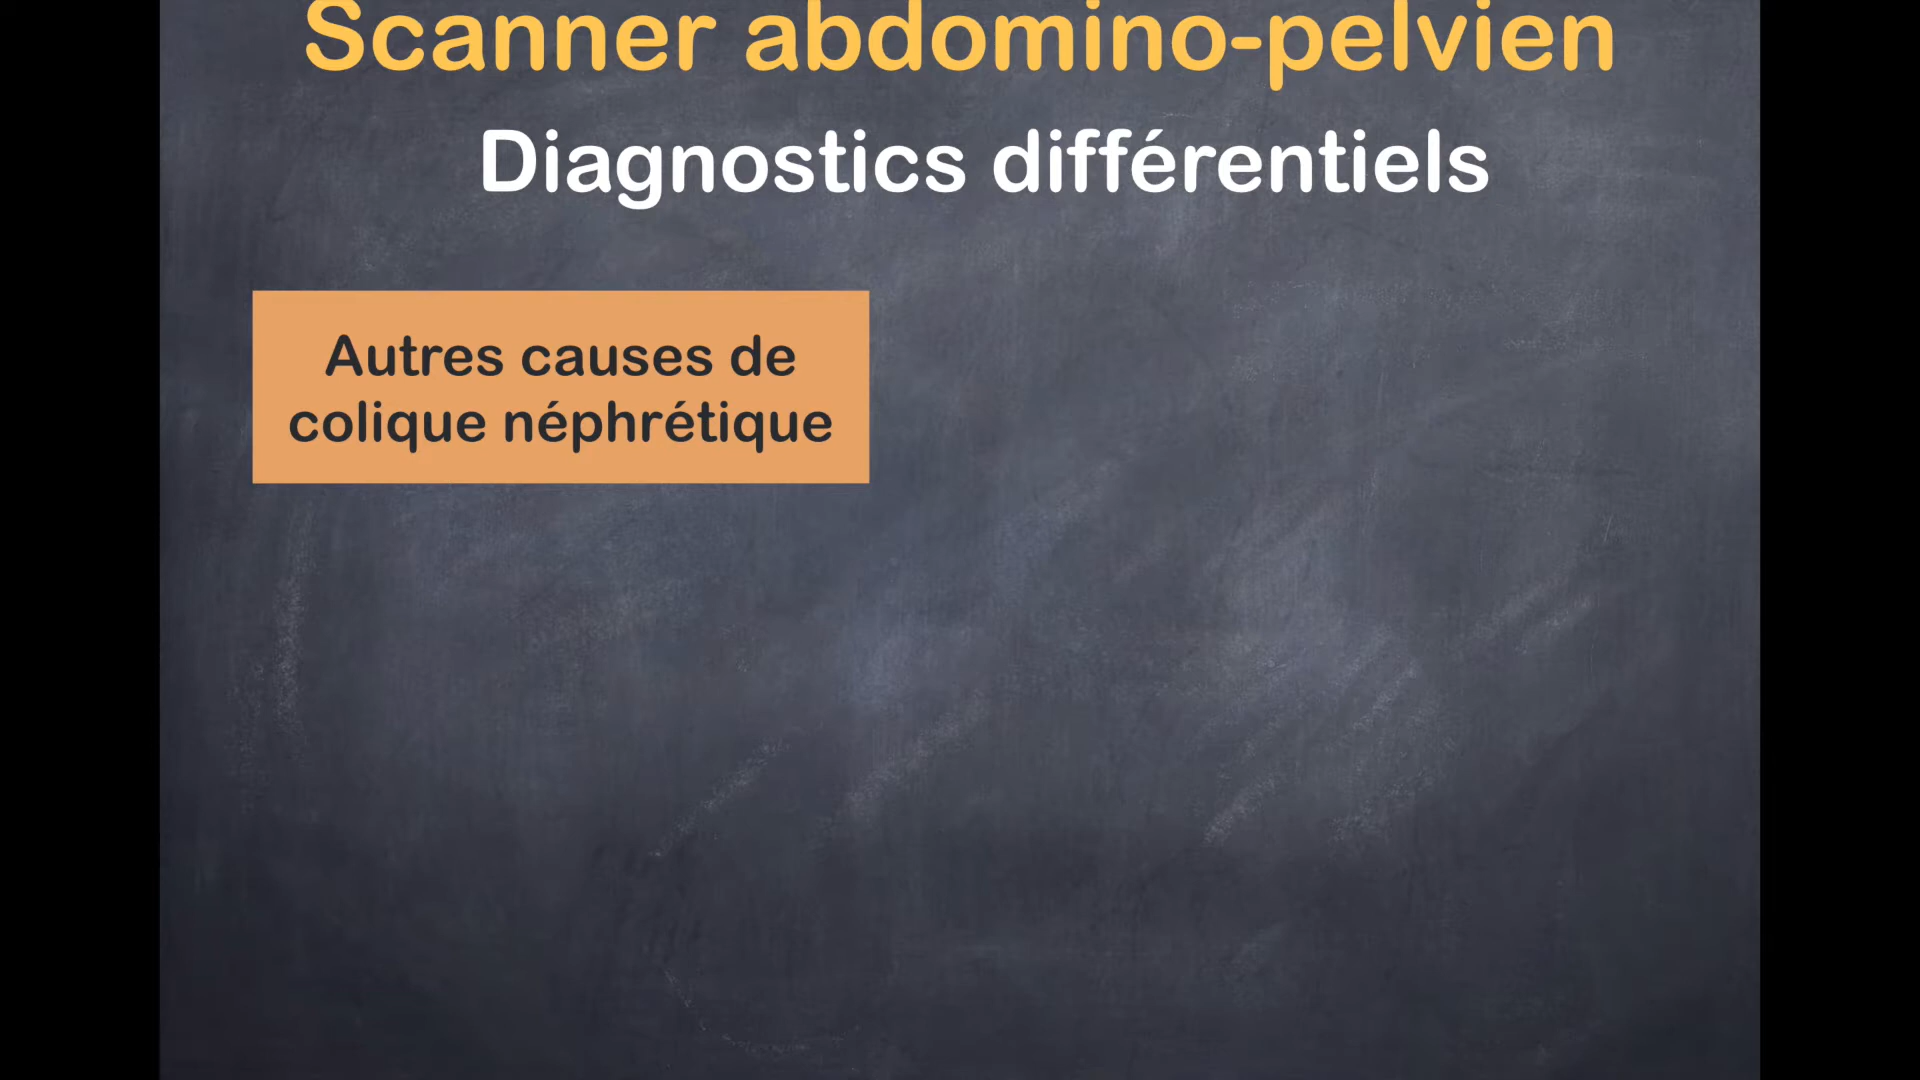 Scanner abdomino-pelvien
Diagnostics différentiels
Autres causes de
colique néphrétique